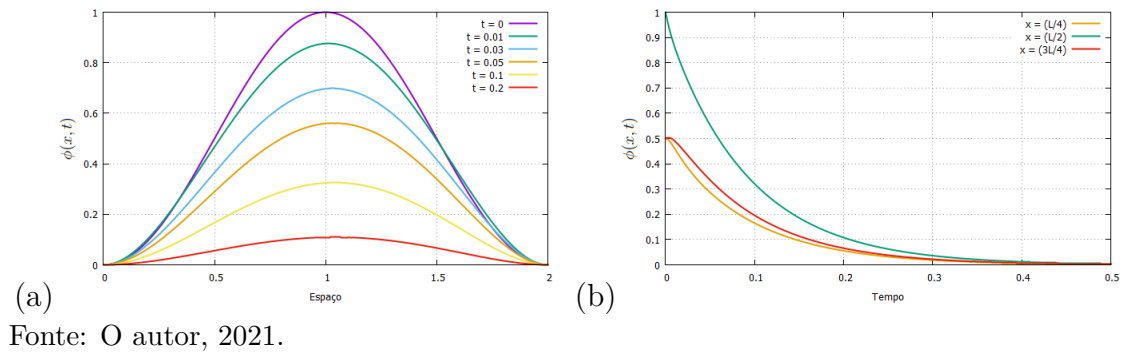 1
0.8
0.6
0.4
0.2
0
0
0.5
1
1.5
2
ϕ(x, t)
Espaço
t = 0
t = 0.01
t = 0.03
t = 0.05
t = 0.1
t = 0.2
(a)
1
0.9
0.8
0.7
0.6
0.5
0.4
0.3
0.2
0.1
0
0
0.1
0.2
0.3
0.4
0.5
ϕ(x, t)
Tempo
x = (L/4)
x = (L/2)
x = (3L/4)
(b)
Fonte: O autor, 2021.